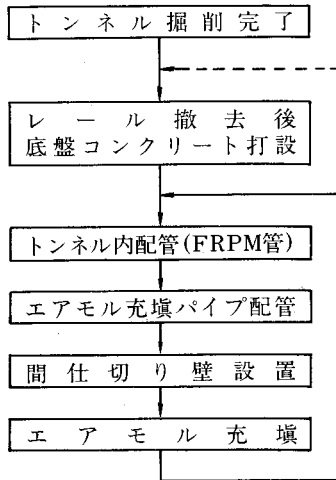 トンネル掘削完了
レール撤去後
底盤コンクリート打設
トンネル内配管(FRPM管)
エアモル充塡パイプ配管
間仕切り壁設置
エアモル充塡